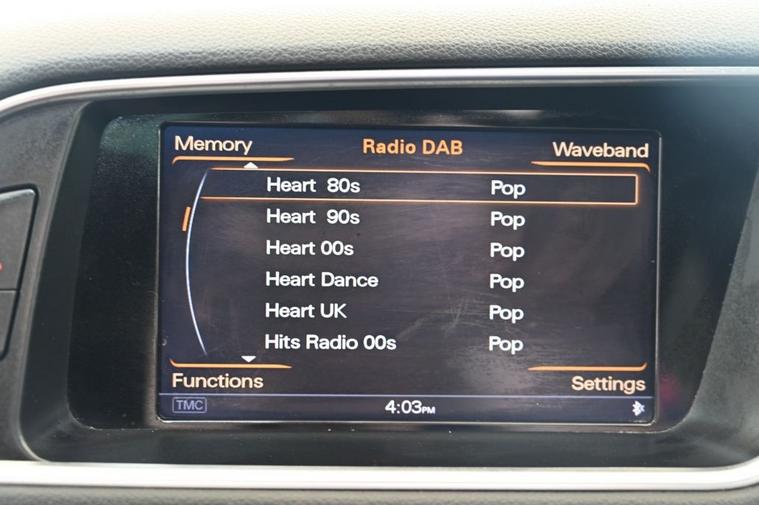 Memory Radio DAB Waveband
Heart 80s Pop
Heart 90s Pop
Heart 00s Pop
Heart Dance Pop
Heart UK Pop
Hits Radio 00s Pop
Functions Settings
TMC 4:03PM